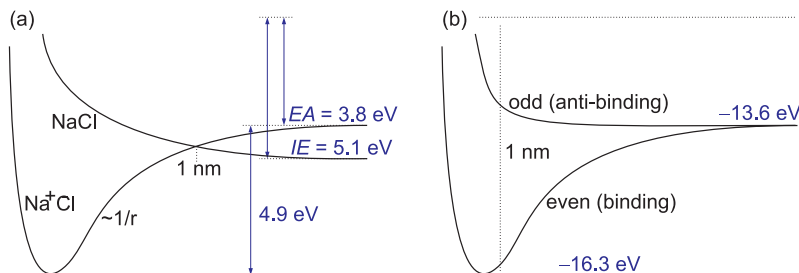 (a)
NaCl
EA = 3.8 eV
IE = 5.1 eV
1 nm
Na+Cl-
~1/r
4.9 eV
(b)
odd (anti-binding)
–13.6 eV
1 nm
even (binding)
–16.3 eV